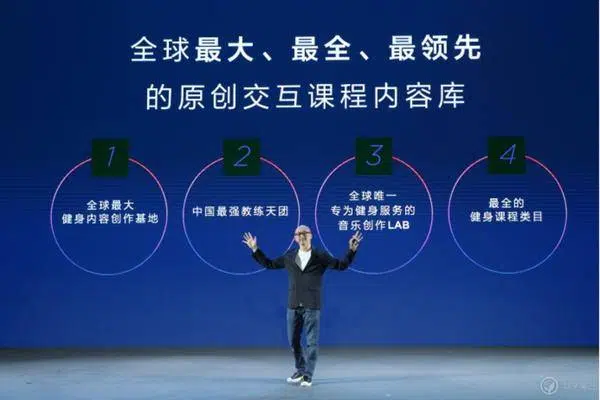 全球最大、最全、最领先
的原创交互课程内容库
1
全球最大
健身内容创作基地
2
中国最强教练天团
3
全球唯一
专为健身服务的
音乐创作LAB
4
最全的
健身课程类目